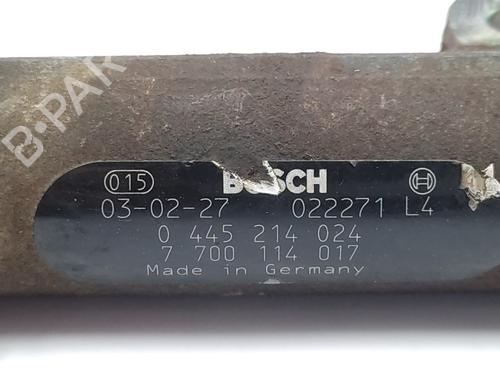 B-PAR
015 BOSCH
03-02-27 022271 L4
0 445 214 024
7 700 114 017
Made in Germany